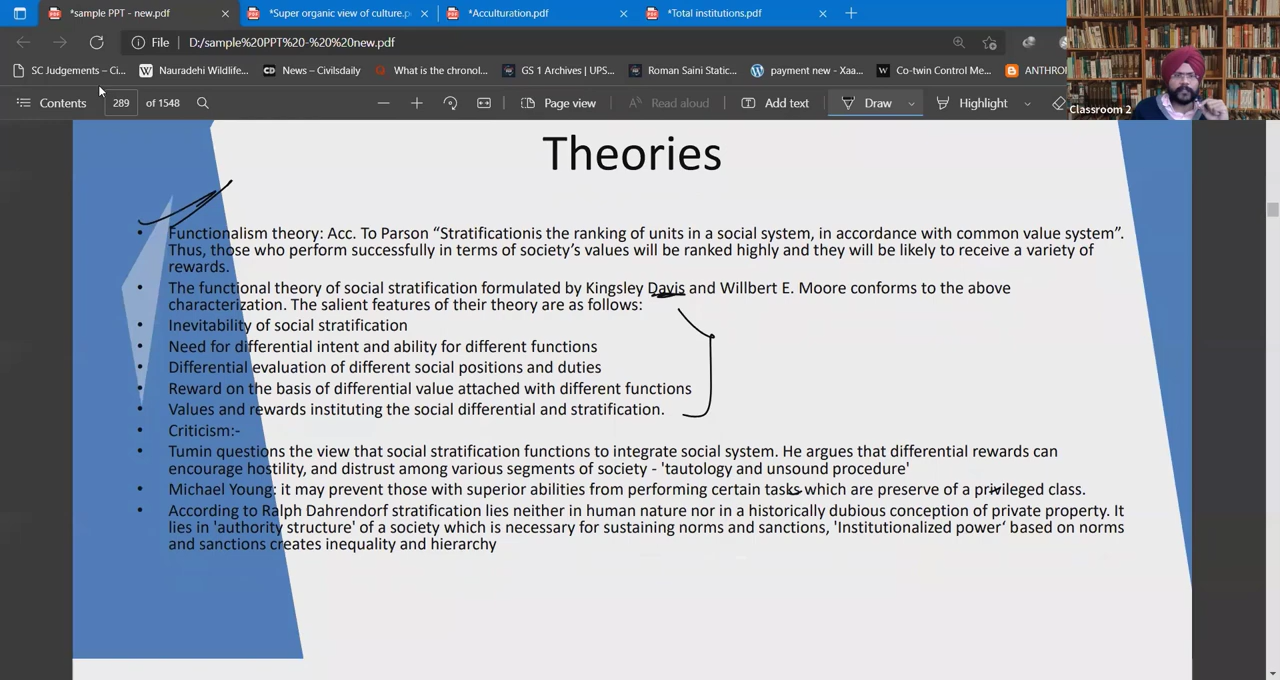 *sample PPT - new.pdf
*Super organic view of culture.p
*Acculturation.pdf
*Total institutions.pdf
File
D:/sample%20PPT%20-%20%20new.pdf
SC Judgements – Ci...
Nauradehi Wildlife...
CD News – Civilsdaily
What is the chronol...
GS 1 Archives | UPS...
Roman Saini Static...
payment new - Xaa...
Co-twin Control Me...
ANTHRO
Contents
289 of 1548
Page view
Read aloud
Add text
Draw
Highlight
Classroom 2
Theories
• Functionalism theory: Acc. To Parson “Stratificationis the ranking of units in a social system, in accordance with common value system”.
Thus, those who perform successfully in terms of society’s values will be ranked highly and they will be likely to receive a variety of
rewards.
• The functional theory of social stratification formulated by Kingsley Davis and Willbert E. Moore conforms to the above
characterization. The salient features of their theory are as follows:
• Inevitability of social stratification
• Need for differential intent and ability for different functions
• Differential evaluation of different social positions and duties
• Reward on the basis of differential value attached with different functions
• Values and rewards instituting the social differential and stratification.
• Criticism:-
• Tumin questions the view that social stratification functions to integrate social system. He argues that differential rewards can
encourage hostility, and distrust among various segments of society - 'tautology and unsound procedure'
• Michael Young: it may prevent those with superior abilities from performing certain tasks which are preserve of a privileged class.
• According to Ralph Dahrendorf stratification lies neither in human nature nor in a historically dubious conception of private property. It
lies in 'authority structure' of a society which is necessary for sustaining norms and sanctions, 'Institutionalized power‘ based on norms
and sanctions creates inequality and hierarchy